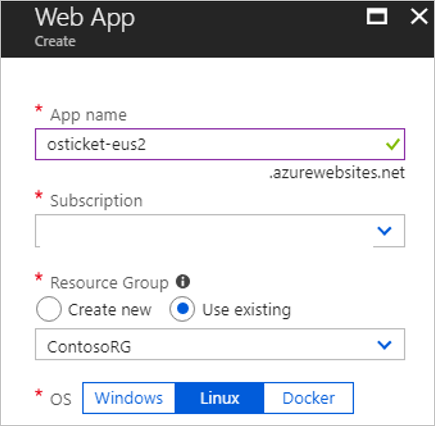 Web App
Create
* App name
osticket-eus2
.azurewebsites.net
* Subscription
* Resource Group
Create new Use existing
ContosoRG
* OS Windows Linux Docker